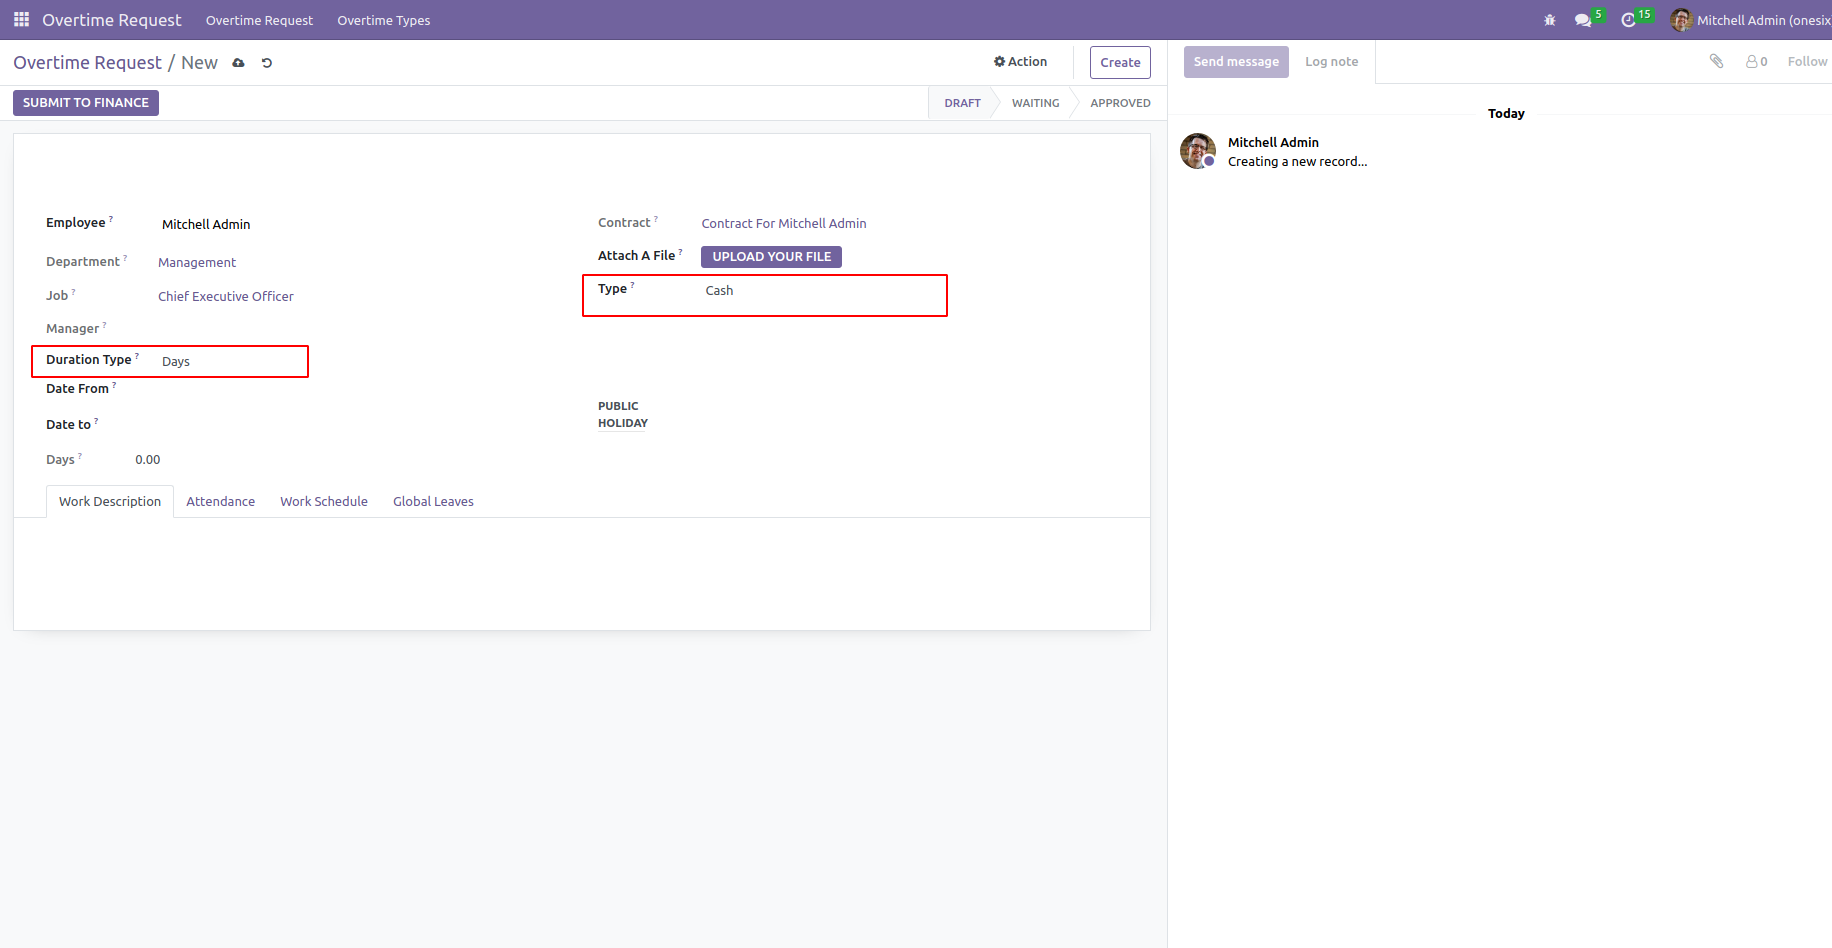 Overtime Request Overtime Request Overtime Types 5 15 Mitchell Admin (onesix
Overtime Request / New Action Create
Send message Log note 0 Follow
SUBMIT TO FINANCE DRAFT WAITING APPROVED
Today
Mitchell Admin
Creating a new record...
Employee ? Mitchell Admin
Department ? Management
Job ? Chief Executive Officer
Manager ?
Duration Type ? Days
Date From ?
Date to ?
Days ? 0.00
Contract ? Contract For Mitchell Admin
Attach A File ? UPLOAD YOUR FILE
Type ? Cash
PUBLIC
HOLIDAY
Work Description Attendance Work Schedule Global Leaves